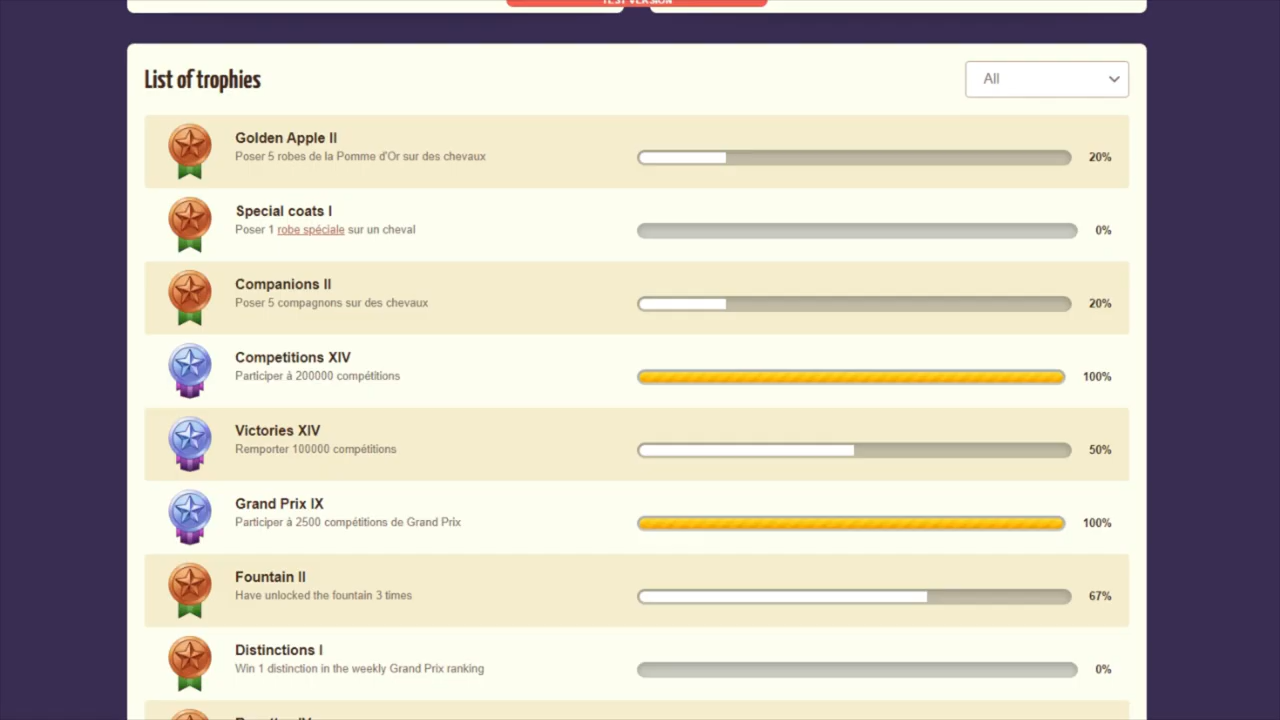 TEST VERSION
List of trophies
All
Golden Apple II
Poser 5 robes de la Pomme d'Or sur des chevaux
20%
Special coats I
Poser 1 robe spéciale sur un cheval
0%
Companions II
Poser 5 compagnons sur des chevaux
20%
Competitions XIV
Participer à 200000 compétitions
100%
Victories XIV
Remporter 100000 compétitions
50%
Grand Prix IX
Participer à 2500 compétitions de Grand Prix
100%
Fountain II
Have unlocked the fountain 3 times
67%
Distinctions I
Win 1 distinction in the weekly Grand Prix ranking
0%